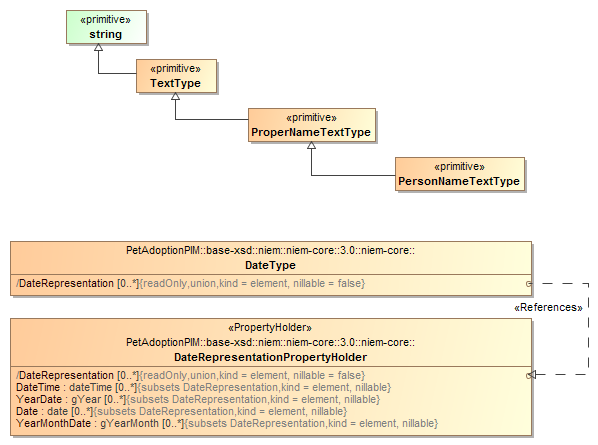 «primitive»
string
«primitive»
TextType
«primitive»
ProperNameTextType
«primitive»
PersonNameTextType
PetAdoptionPIM::base-xsd::niem::niem-core::3.0::niem-core::
DateType
/DateRepresentation [0..*]{readOnly,union,kind = element, nillable = false}
«References»
«PropertyHolder»
PetAdoptionPIM::base-xsd::niem::niem-core::3.0::niem-core::
DateRepresentationPropertyHolder
/DateRepresentation [0..*]{readOnly,union,kind = element, nillable = false}
DateTime : dateTime [0..*]{subsets DateRepresentation,kind = element, nillable}
YearDate : gYear [0..*]{subsets DateRepresentation,kind = element, nillable}
Date : date [0..*]{subsets DateRepresentation,kind = element, nillable}
YearMonthDate : gYearMonth [0..*]{subsets DateRepresentation,kind = element, nillable}